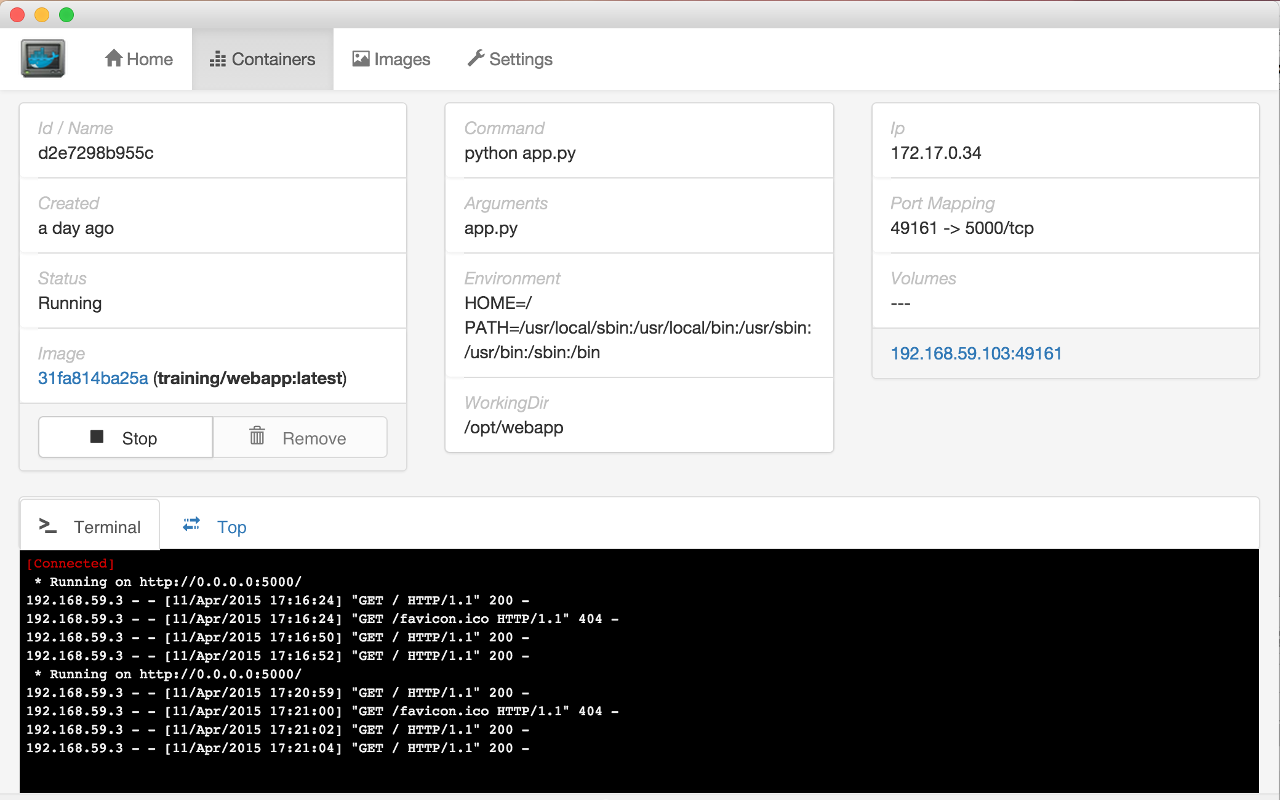 Home
Containers
Images
Settings
Id / Name
d2e7298b955c
Created
a day ago
Status
Running
Image
31fa814ba25a (training/webapp:latest)
Stop
Remove
Command
python app.py
Arguments
app.py
Environment
HOME=/
PATH=/usr/local/sbin:/usr/local/bin:/usr/sbin:
/usr/bin:/sbin:/bin
WorkingDir
/opt/webapp
Ip
172.17.0.34
Port Mapping
49161 -> 5000/tcp
Volumes
---
192.168.59.103:49161
>_ Terminal
Top
[Connected]
* Running on http://0.0.0.0:5000/
192.168.59.3 - - [11/Apr/2015 17:16:24] "GET / HTTP/1.1" 200 -
192.168.59.3 - - [11/Apr/2015 17:16:24] "GET /favicon.ico HTTP/1.1" 404 -
192.168.59.3 - - [11/Apr/2015 17:16:50] "GET / HTTP/1.1" 200 -
192.168.59.3 - - [11/Apr/2015 17:16:52] "GET / HTTP/1.1" 200 -
* Running on http://0.0.0.0:5000/
192.168.59.3 - - [11/Apr/2015 17:20:59] "GET / HTTP/1.1" 200 -
192.168.59.3 - - [11/Apr/2015 17:21:00] "GET /favicon.ico HTTP/1.1" 404 -
192.168.59.3 - - [11/Apr/2015 17:21:02] "GET / HTTP/1.1" 200 -
192.168.59.3 - - [11/Apr/2015 17:21:04] "GET / HTTP/1.1" 200 -